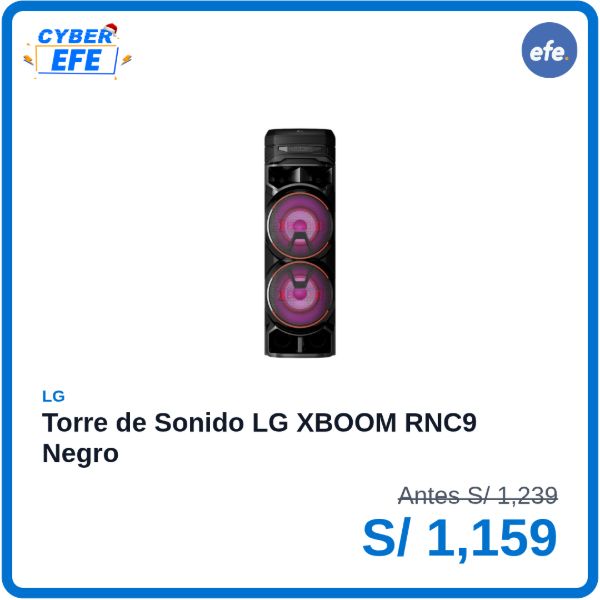 CYBER
EFE
efe.
LG
Torre de Sonido LG XBOOM RNC9
Negro
Antes S/ 1,239
S/ 1,159